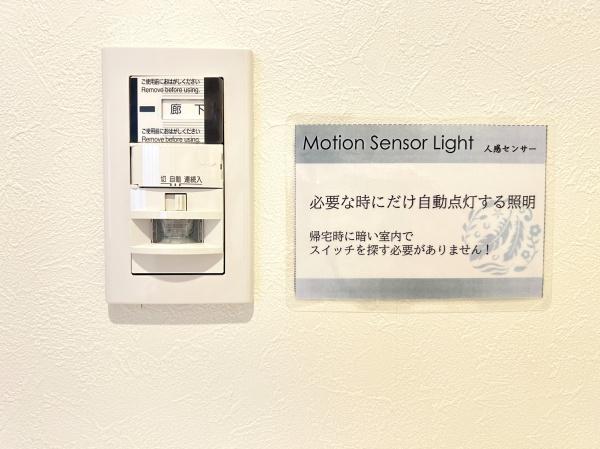 ご使用前におはがしください
Remove before using.
廊下
ご使用前におはがしください
Remove before using.
切 自動 連続入
Motion Sensor Light 人感センサー
必要な時にだけ自動点灯する照明
帰宅時に暗い室内で
スイッチを探す必要がありません！